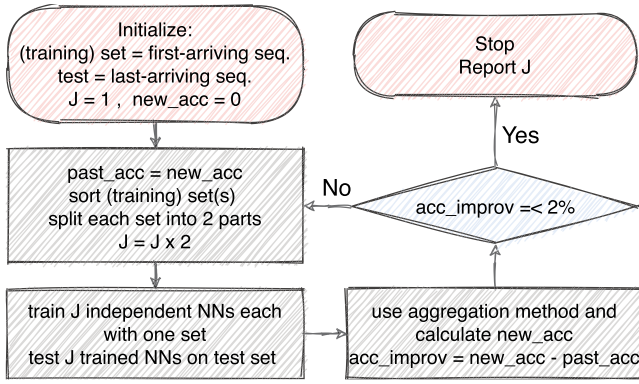 Initialize:
(training) set = first-arriving seq.
test = last-arriving seq.
J = 1 , new_acc = 0
past_acc = new_acc
sort (training) set(s)
split each set into 2 parts
J = J x 2
train J independent NNs each
with one set
test J trained NNs on test set
use aggregation method and
calculate new_acc
acc_improv = new_acc - past_acc
acc_improv =< 2%
No
Yes
Stop
Report J